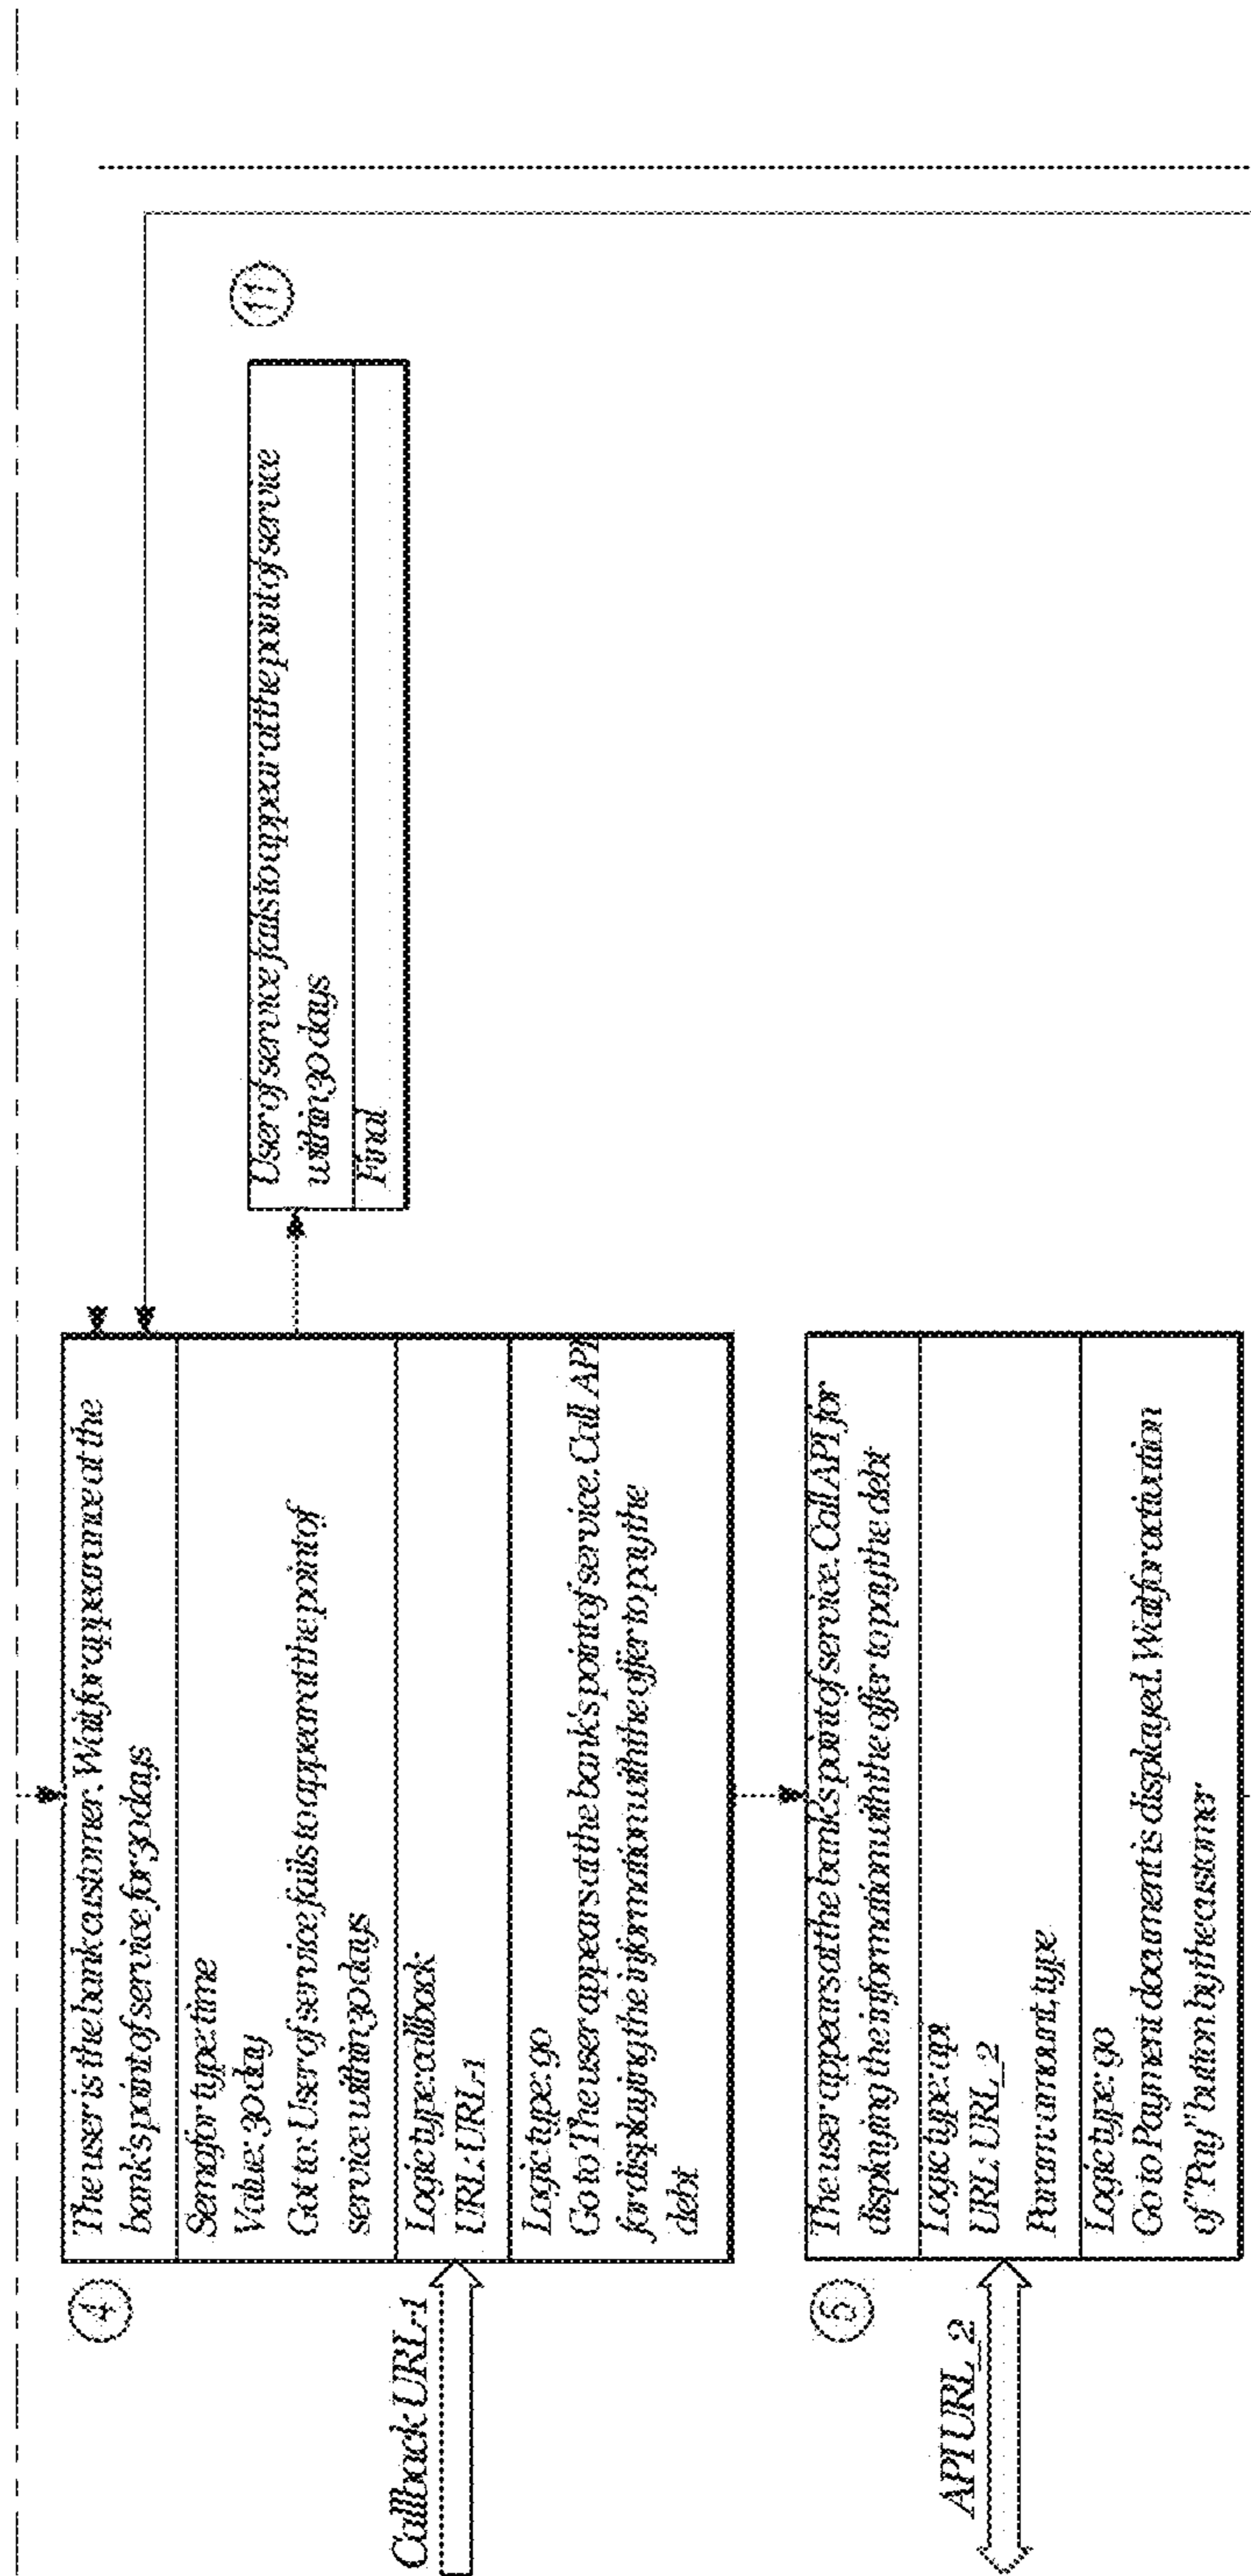 ④
The user is the bank customer. Wait for appearance at the
bank's point of service for 30 days
Semafor type: time
Value: 30 day
Got to: User of service fails to appear at the point of
service within 30 days
Logic type: callback
URL: URL-1
Logic type: go
Go to The user appears at the bank's point of service. Call API
for displaying the information with the offer to pay the
debt
Callback URL-1
⑪
User of service fails to appear at the point of service
within 30 days
Final
⑤
The user appears at the bank's point of service. Call API for
displaying the information with the offer to pay the debt
Logic type: api
URL: URL_2
Param: amount, type
Logic type: go
Go to Payment document is displayed. Wait for activation
of "Pay" button by the customer
API URL_2